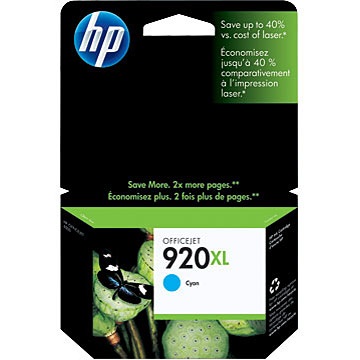 hp
Save up to 40%
vs. cost of laser.*
Économisez
jusqu'à 40 %
comparativement
à l'impression
laser.*
Save More. 2x more pages.**
Économisez plus. 2 fois plus de pages.**
OFFICEJET
920XL
Cyan